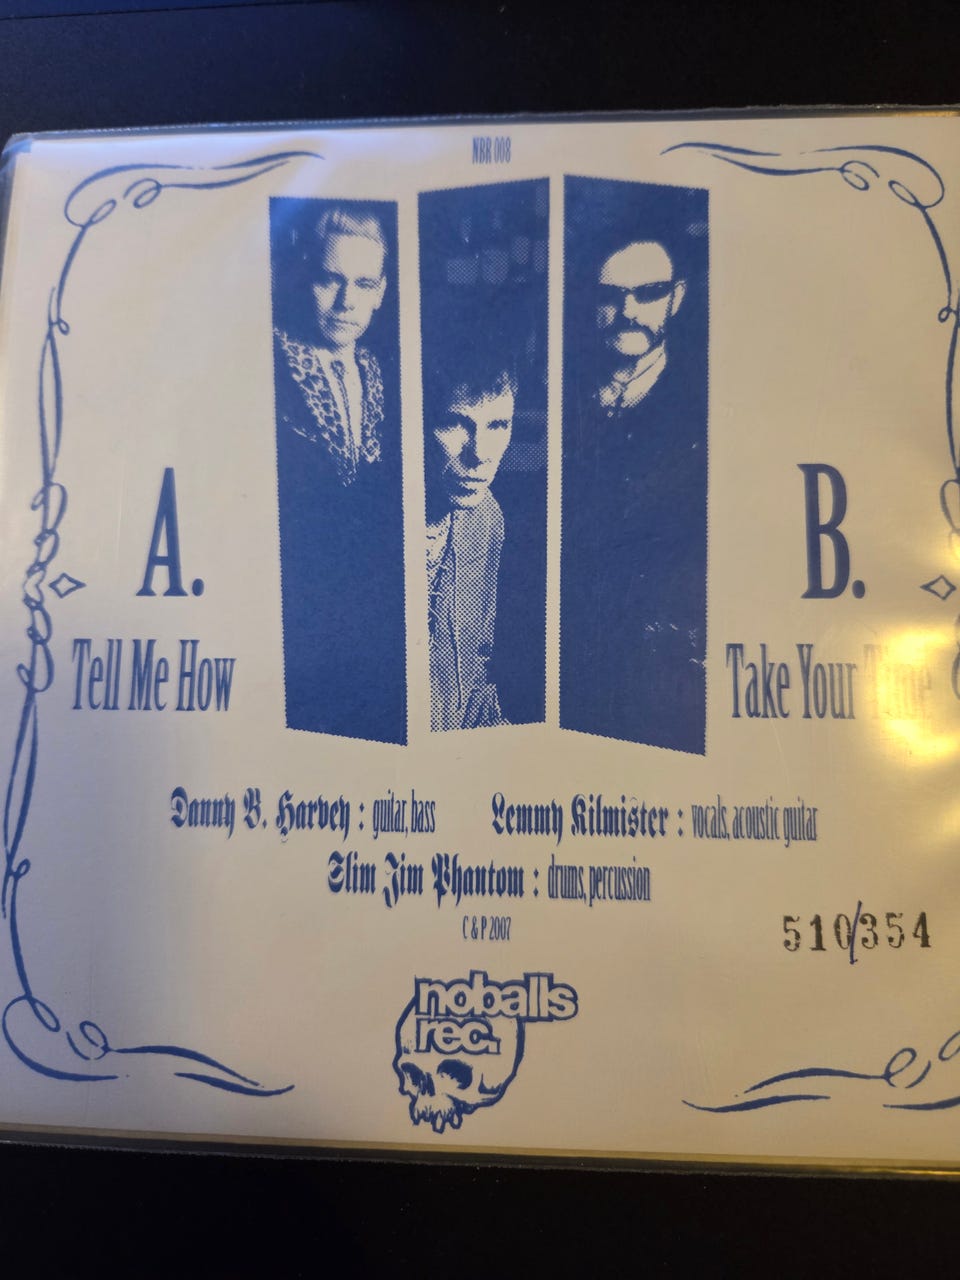 NBR 008
A.
B.
Tell Me How
Take Your Time
Danny B. Harvey : guitar, bass
Lemmy Kilmister : vocals, acoustic guitar
Slim Jim Phantom : drums, percussion
C & P 2007
510/354
noballs
rec.